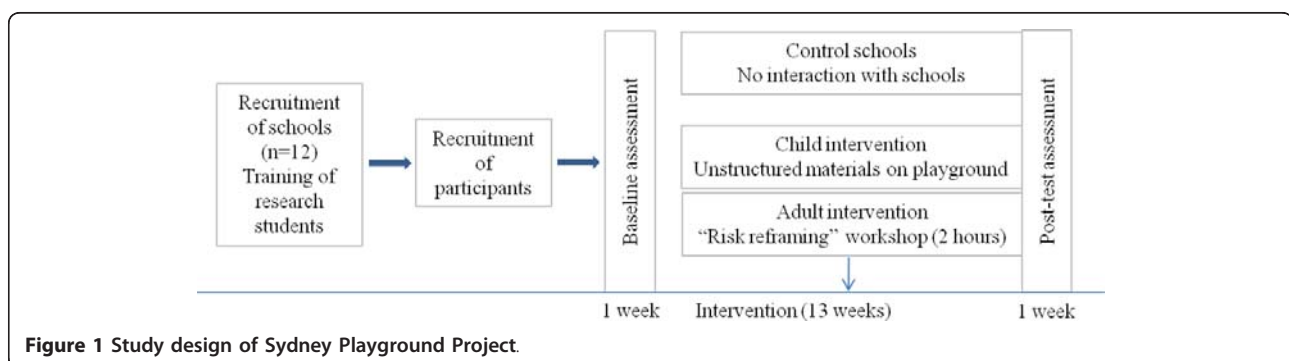 Recruitment
of schools
(n=12)
Training of
research
students
Recruitment
of
participants
Baseline assessment
Control schools
No interaction with schools
Child intervention
Unstructured materials on playground
Adult intervention
“Risk reframing” workshop (2 hours)
Post-test assessment
1 week
Intervention (13 weeks)
1 week
Figure 1 Study design of Sydney Playground Project.